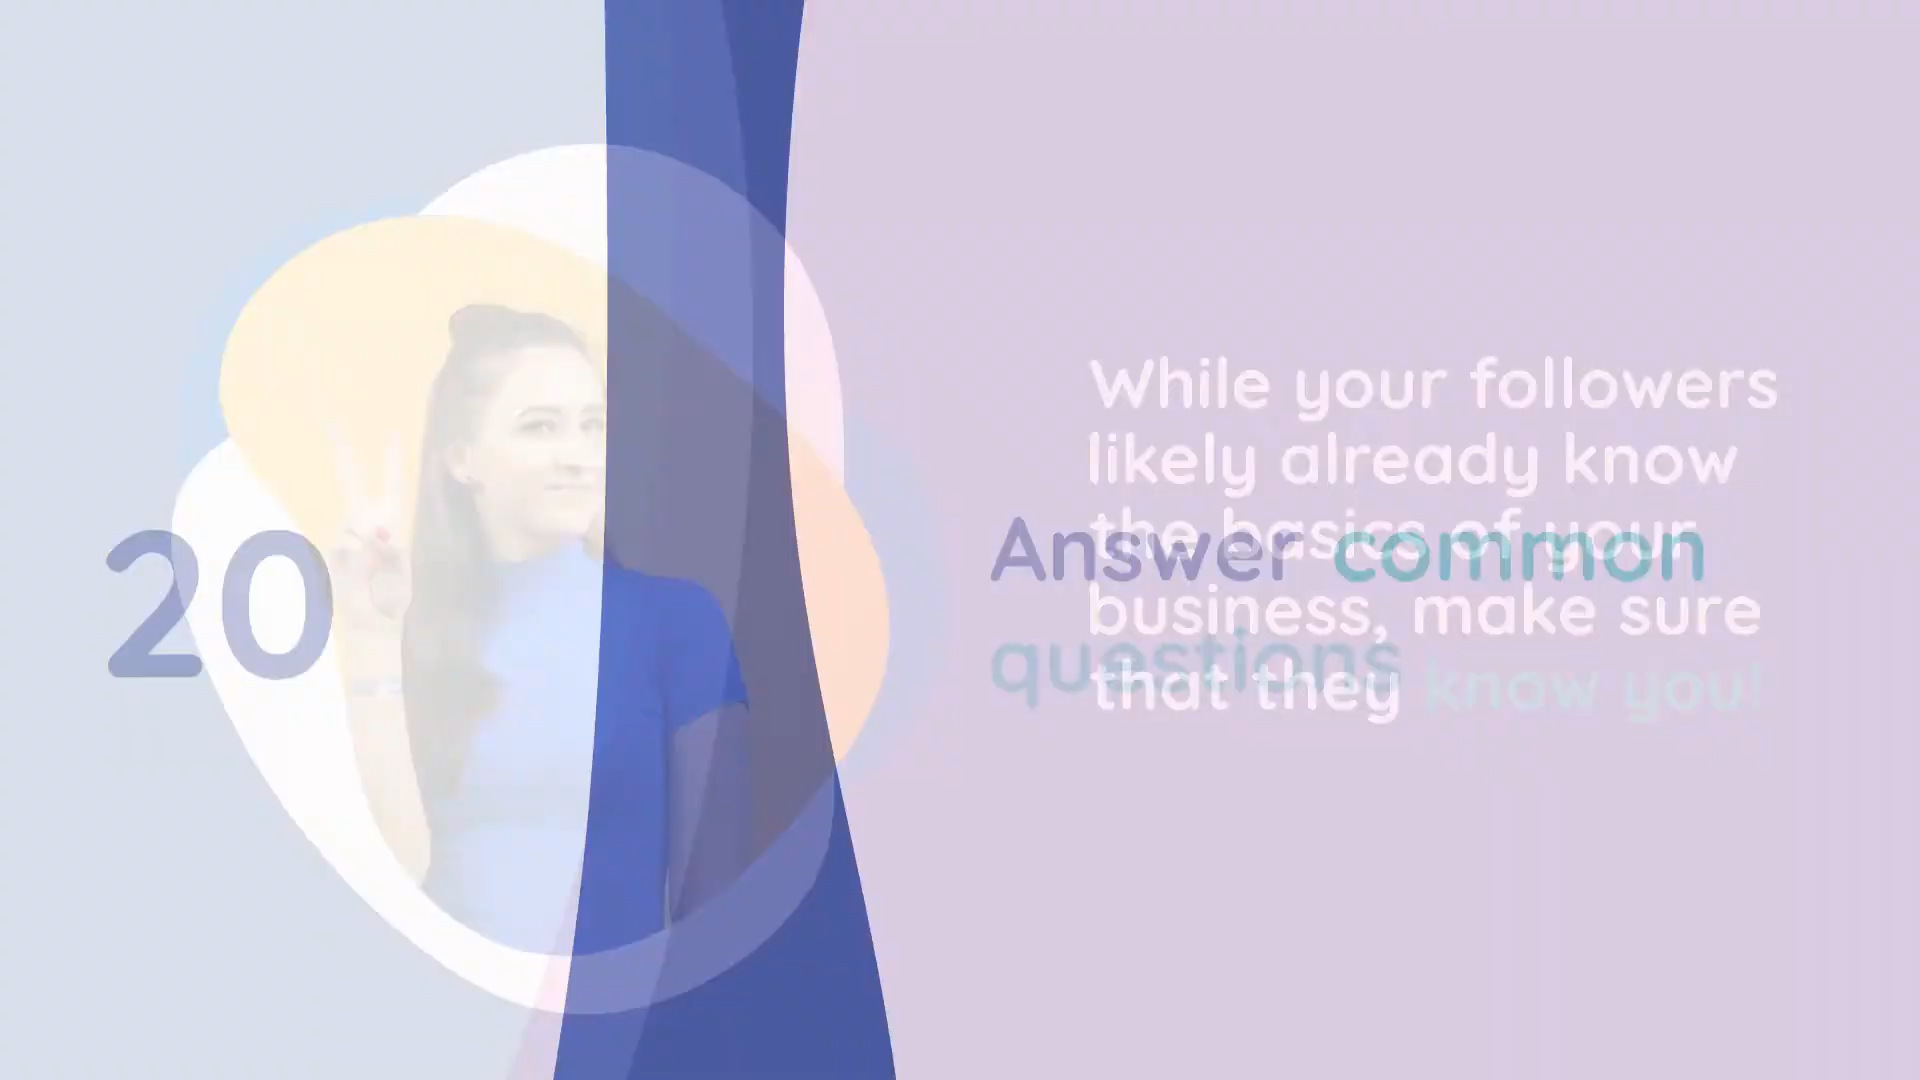 20
Answer common
questions
While your followers
likely already know
the basics of your
business, make sure
that they know you!